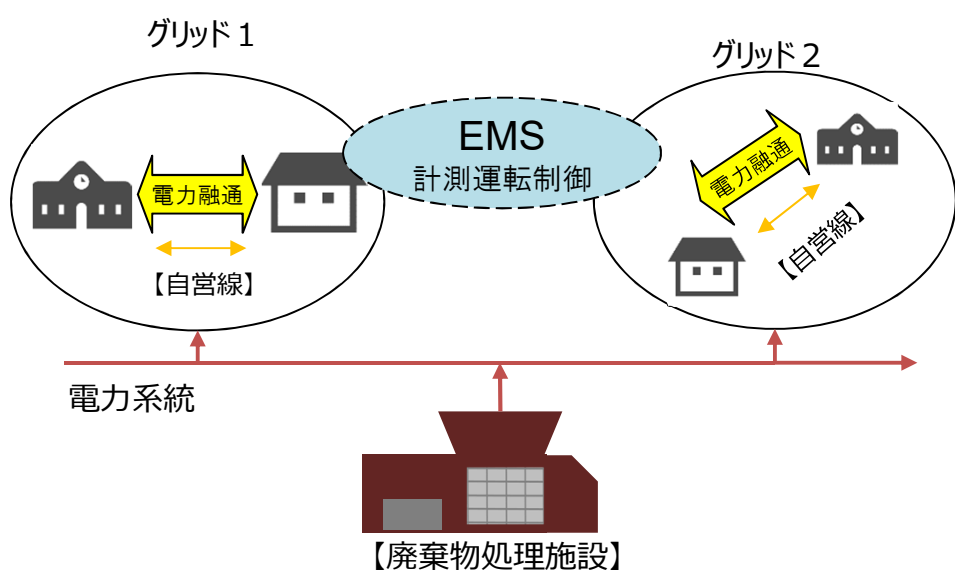 グリッド１
グリッド２
EMS
計測運転制御
電力融通
【自営線】
電力融通
【自営線】
電力系統
【廃棄物処理施設】